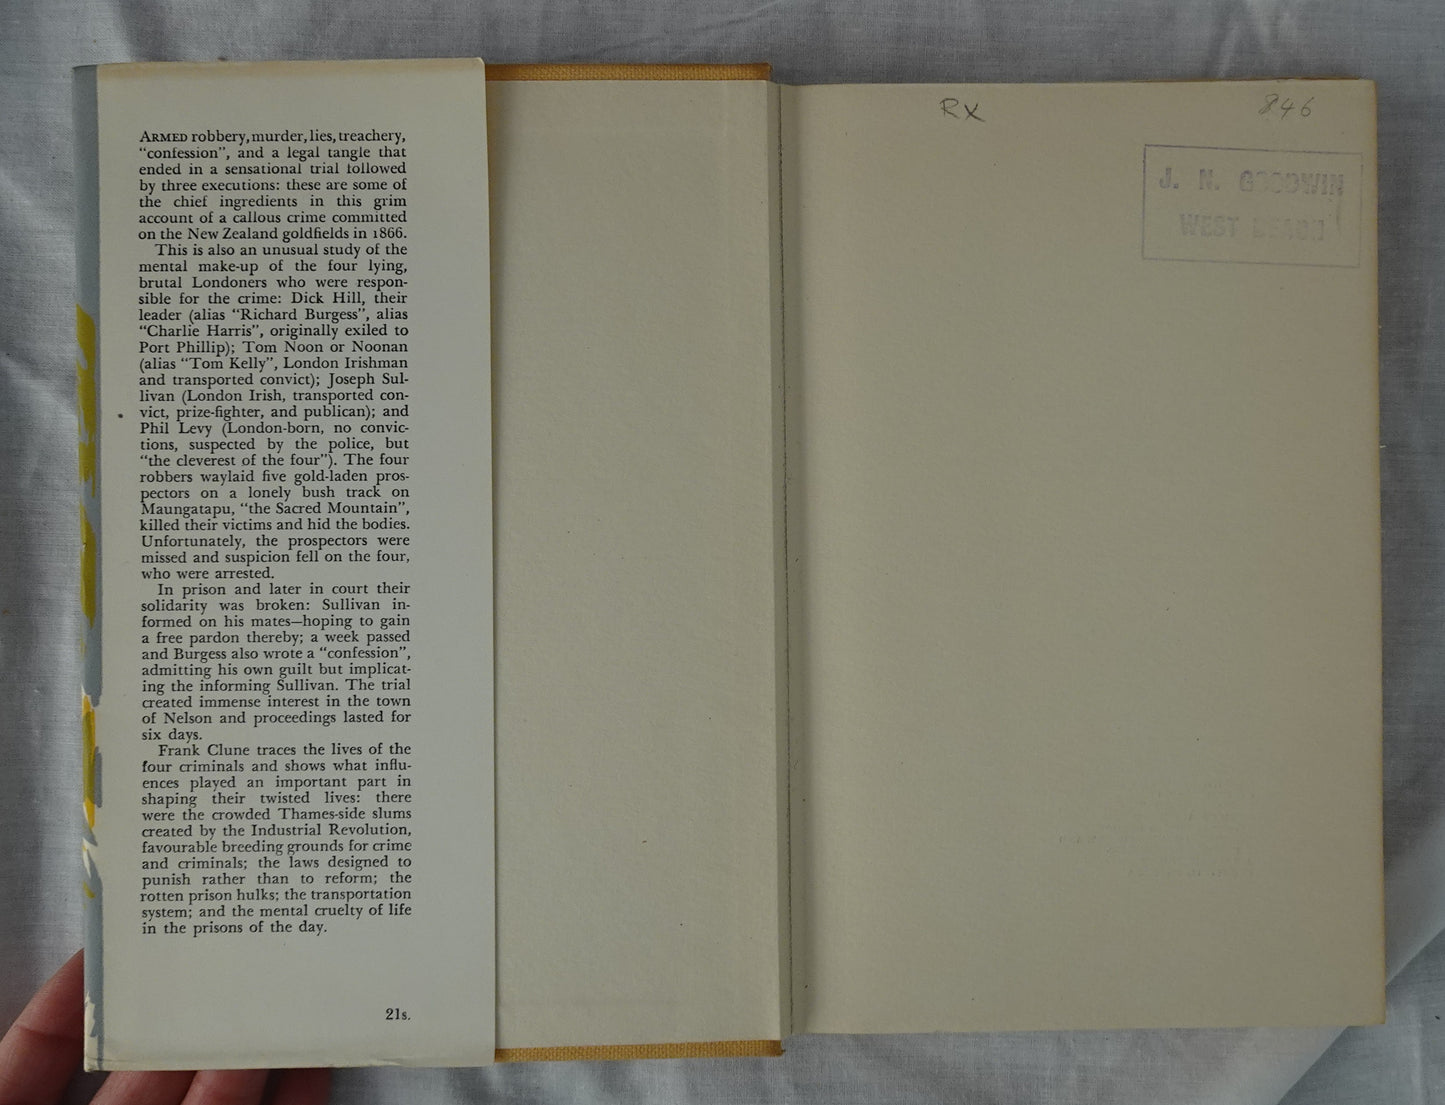 ARMED robbery, murder, lies, treachery,
"confession", and a legal tangle that
ended in a sensational trial followed
by three executions: these are some of
the chief ingredients in this grim
account of a callous crime committed
on the New Zealand goldfields in 1866.
This is also an unusual study of the
mental make-up of the four lying,
brutal Londoners who were respon-
sible for the crime: Dick Hill, their
leader (alias "Richard Burgess", alias
"Charlie Harris", originally exiled to
Port Phillip); Tom Noon or Noonan
(alias "Tom Kelly", London Irishman
and transported convict); Joseph Sul-
livan (London Irish, transported con-
vict, prize-fighter, and publican); and
Phil Levy (London-born, no convic-
tions, suspected by the police, but
"the cleverest of the four"). The four
robbers waylaid five gold-laden pros-
pectors on a lonely bush track on
Maungatapu, "the Sacred Mountain",
killed their victims and hid the bodies.
Unfortunately, the prospectors were
missed and suspicion fell on the four,
who were arrested.
In prison and later in court their
solidarity was broken: Sullivan in-
formed on his mates—hoping to gain
a free pardon thereby; a week passed
and Burgess also wrote a "confession",
admitting his own guilt but implicat-
ing the informing Sullivan. The trial
created immense interest in the town
of Nelson and proceedings lasted for
six days.
Frank Clune traces the lives of the
four criminals and shows what influ-
ences played an important part in
shaping their twisted lives: there
were the crowded Thames-side slums
created by the Industrial Revolution,
favourable breeding grounds for crime
and criminals; the laws designed to
punish rather than to reform; the
rotten prison hulks; the transportation
system; and the mental cruelty of life
in the prisons of the day.
21s.
RX
846
J. N. GOODWIN
WEST BEACH